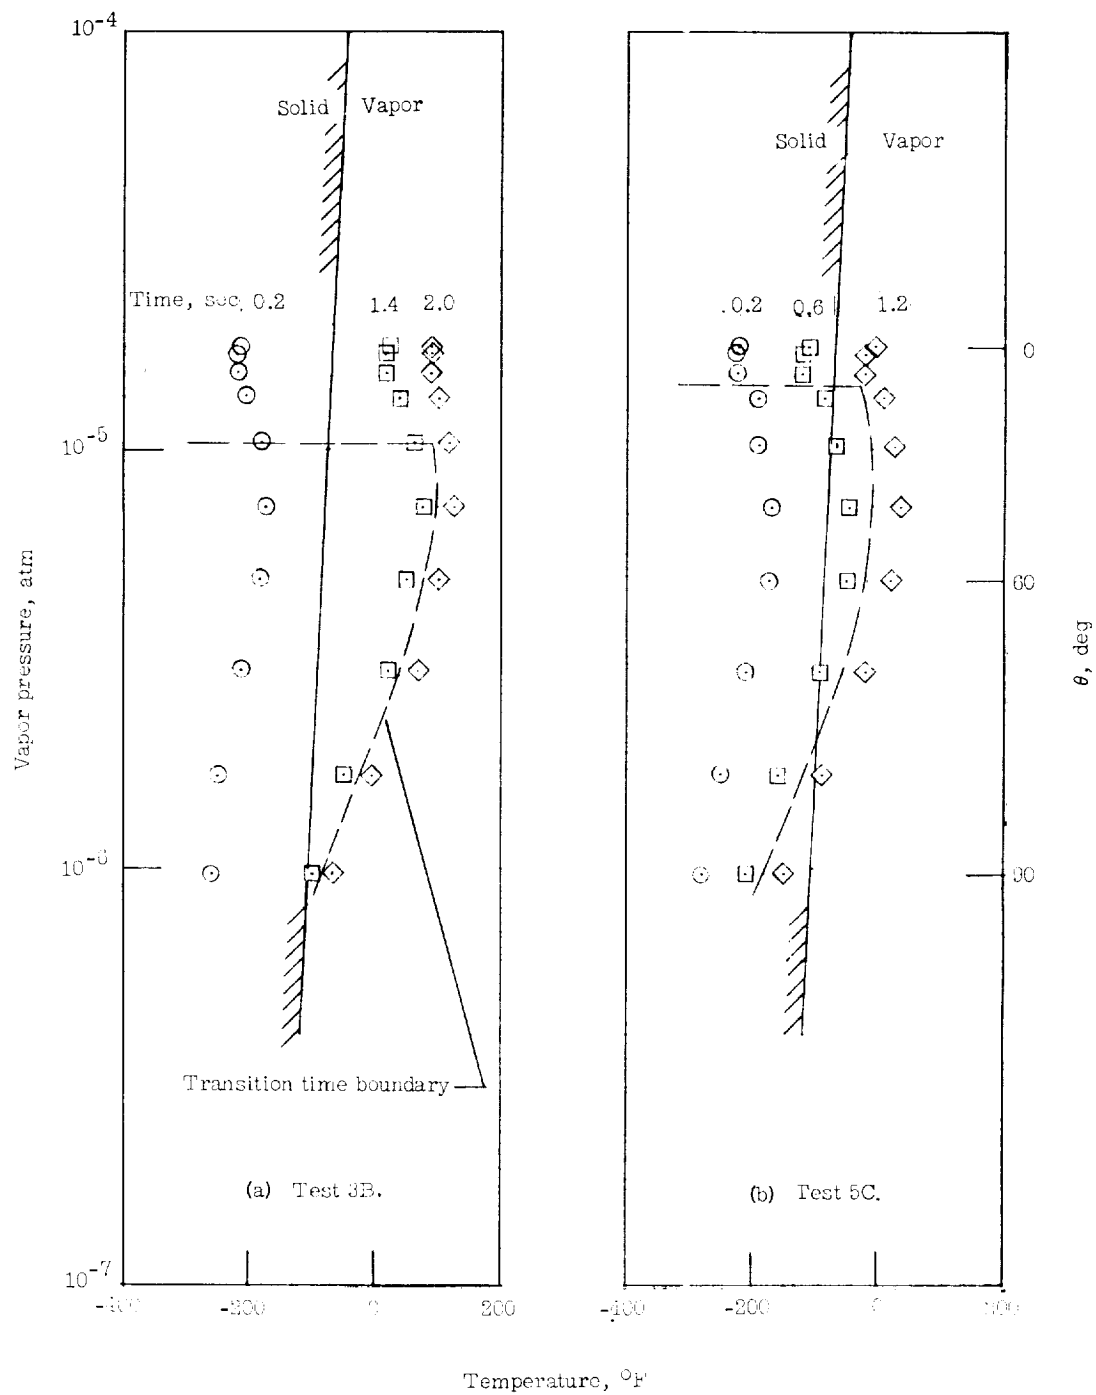 10-4
Solid Vapor
Solid Vapor
Time, sec, 0.2 1.4 2.0
.0.2 0.6 1.2
0
10-5
Vapor pressure, atm
60
θ, deg
10-6
90
Transition time boundary
(a) Test 3B.
(b) Test 5C.
10-7
-400 -200 0 200
-400 -200 0
Temperature, °F